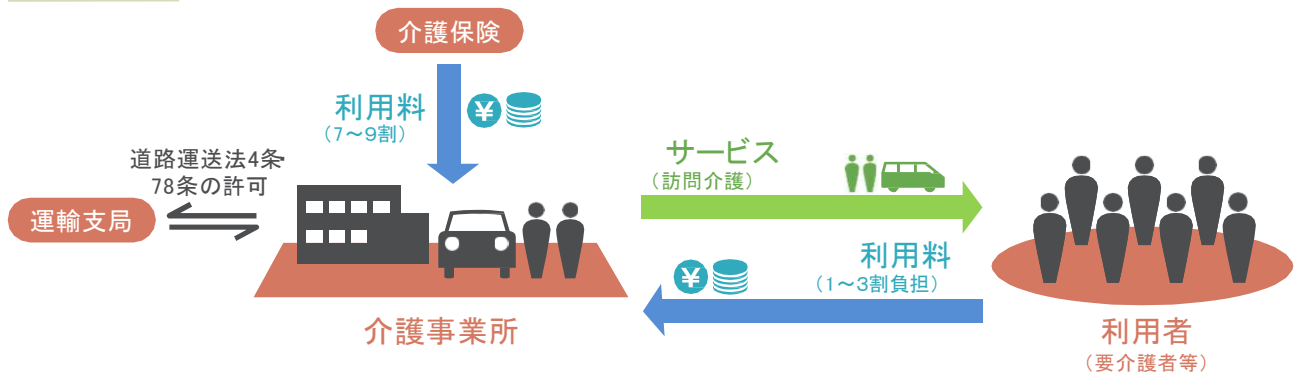 介護保険
利用料
（7～9割）
道路運送法4条・
78条の許可
運輸支局
¥
介護事業所
サービス
（訪問介護）
利用料
（1～3割負担）
¥
利用者
（要介護者等）